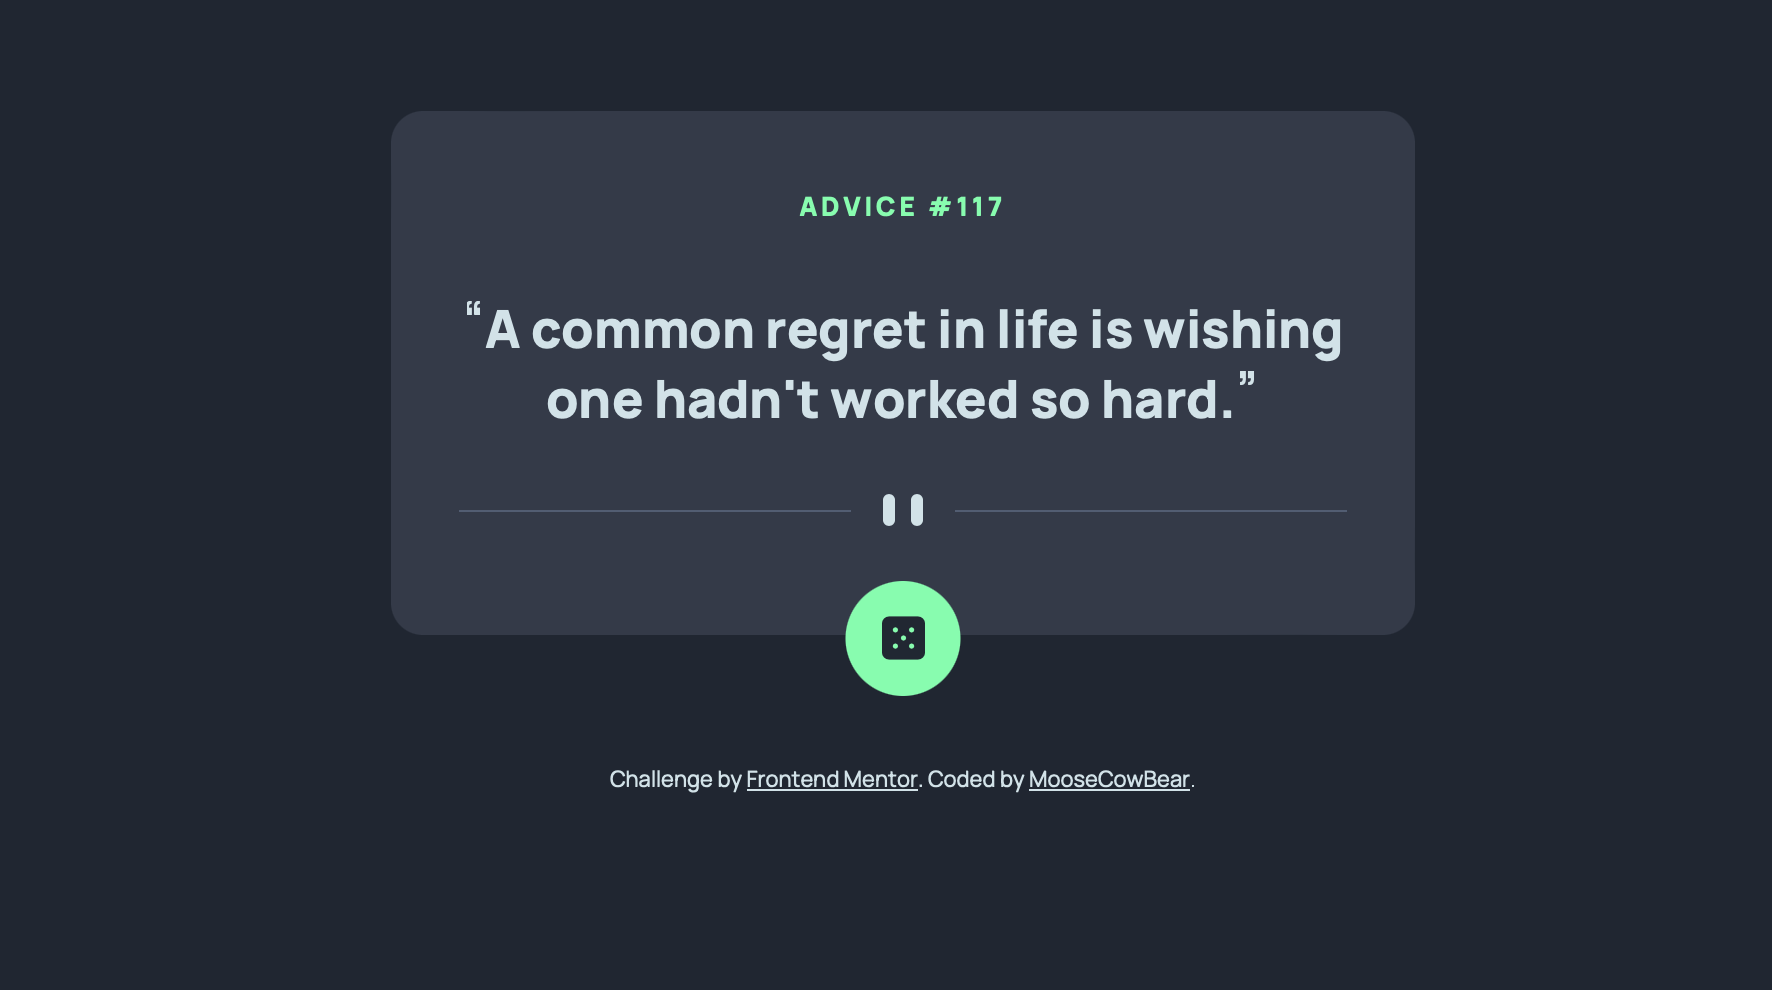 ADVICE #117
“A common regret in life is wishing
one hadn't worked so hard.”
Challenge by Frontend Mentor. Coded by MooseCowBear.